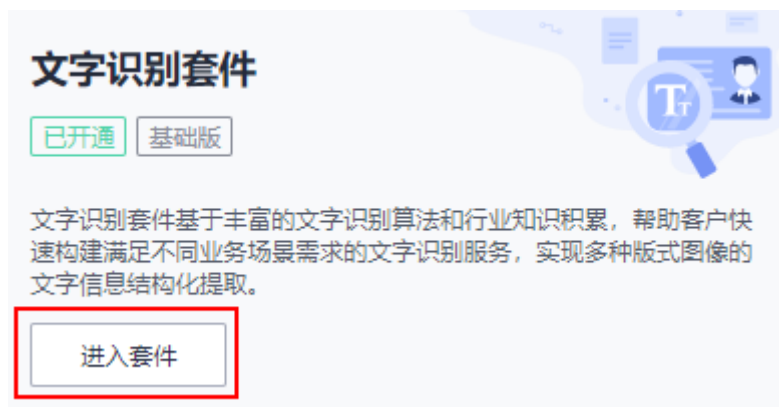 文字识别套件
已开通 基础版
文字识别套件基于丰富的文字识别算法和行业知识积累，帮助客户快
速构建满足不同业务场景需求的文字识别服务，实现多种版式图像的
文字信息结构化提取。
进入套件